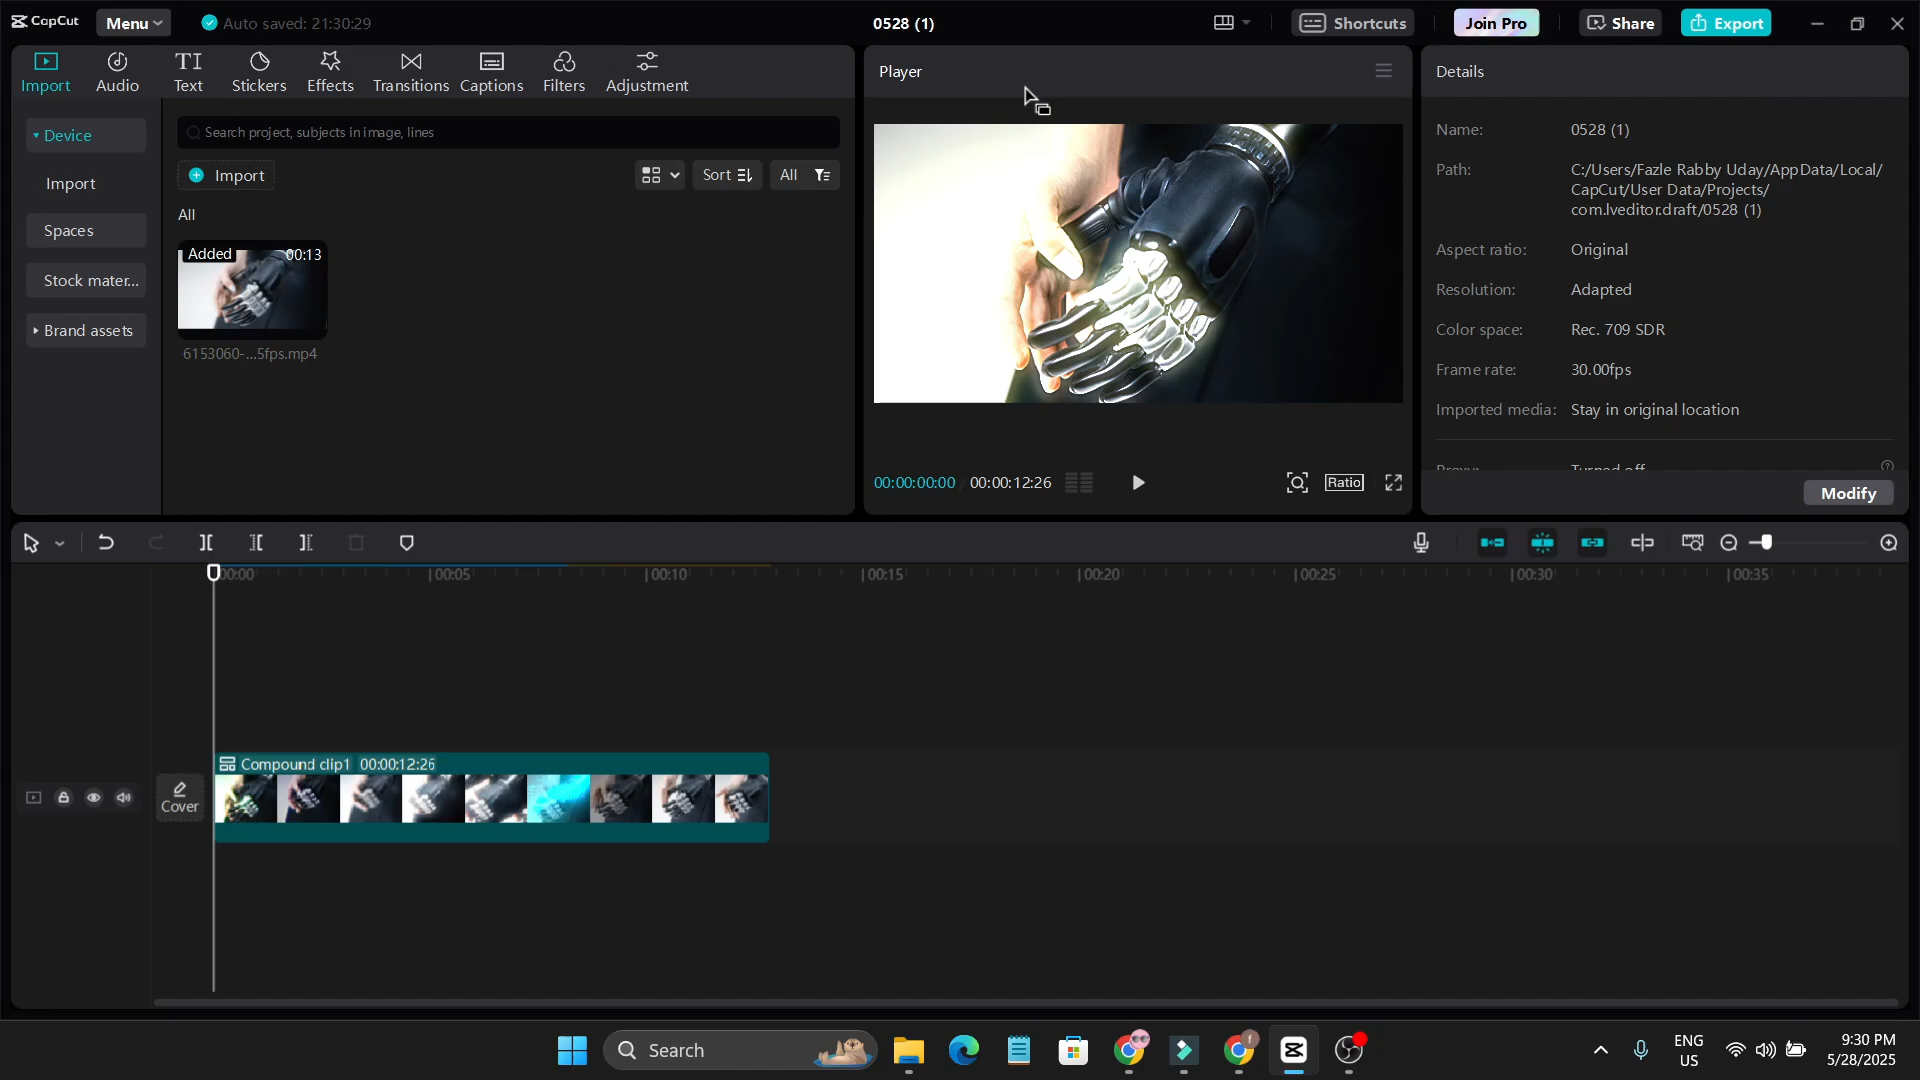 CapCut
Menu
Auto saved: 21:30:29
0528 (1)
Shortcuts
Join Pro
Share
Export
Import
Audio
Text
Stickers
Effects
Transitions
Captions
Filters
Adjustment
Device
Import
Spaces
Stock mater...
Brand assets
Search project, subjects in image, lines
Import
Sort
All
All
Added
00:13
6153060-...5fps.mp4
Player
00:00:00:00
00:00:12:26
Ratio
Details
Name: 0528 (1)
Path: C:/Users/Fazle Rabby Uday/AppData/Local/
CapCut/User Data/Projects/
com.lveditor.draft/0528 (1)
Aspect ratio: Original
Resolution: Adapted
Color space: Rec. 709 SDR
Frame rate: 30.00fps
Imported media: Stay in original location
Proxy: Turned off
Modify
00:00
00:05
00:10
00:15
00:20
00:25
00:30
00:35
Compound clip1 00:00:12:26
Cover
Search
ENG
US
9:30 PM
5/28/2025